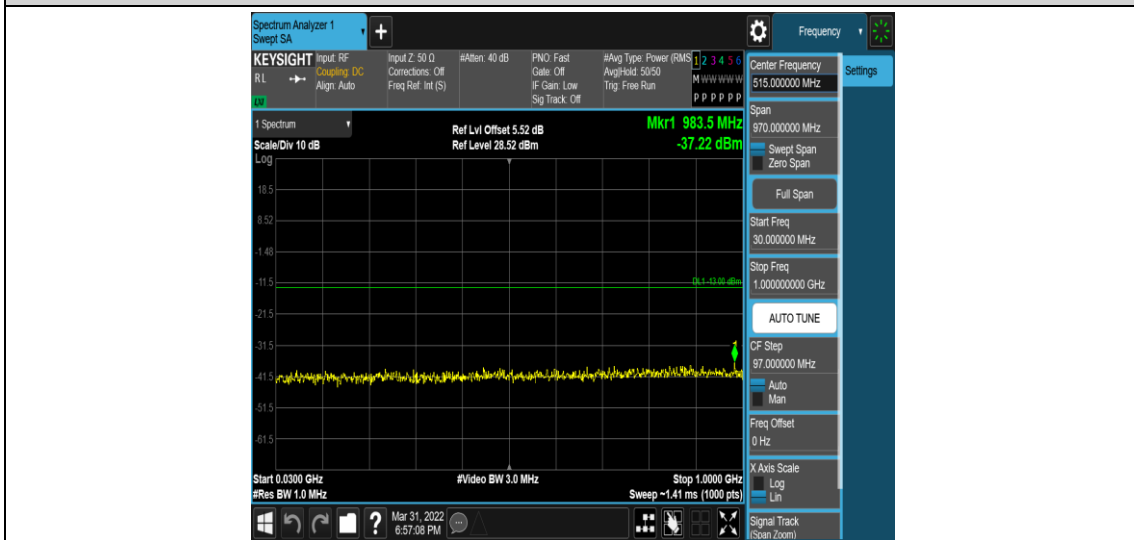 Spectrum Analyzer 1
Swept SA
+
Frequency
KEYSIGHT
RL
Input: RF
Coupling: DC
Align: Auto
Input Z: 50 Ω
Corrections: Off
Freq Ref: Int (S)
#Atten: 40 dB
PNO: Fast
Gate: Off
IF Gain: Low
Sig Track: Off
#Avg Type: Power (RMS
Avg|Hold: 50/50
Trig: Free Run
1 2 3 4 5 6
M W W W W W
P P P P P P
1 Spectrum
Scale/Div 10 dB
Log
Ref Lvl Offset 5.52 dB
Ref Level 28.52 dBm
Mkr1 983.5 MHz
-37.22 dBm
18.5
8.52
-1.48
-11.5
-21.5
-31.5
-41.5
-51.5
-61.5
DL1 -13.00 dBm
1
Start 0.0300 GHz
#Res BW 1.0 MHz
#Video BW 3.0 MHz
Stop 1.0000 GHz
Sweep ~1.41 ms (1000 pts)
Mar 31, 2022
6:57:08 PM
Center Frequency
515.000000 MHz
Settings
Span
970.000000 MHz
Swept Span
Zero Span
Full Span
Start Freq
30.000000 MHz
Stop Freq
1.000000000 GHz
AUTO TUNE
CF Step
97.000000 MHz
Auto
Man
Freq Offset
0 Hz
X Axis Scale
Log
Lin
Signal Track
(Span Zoom)